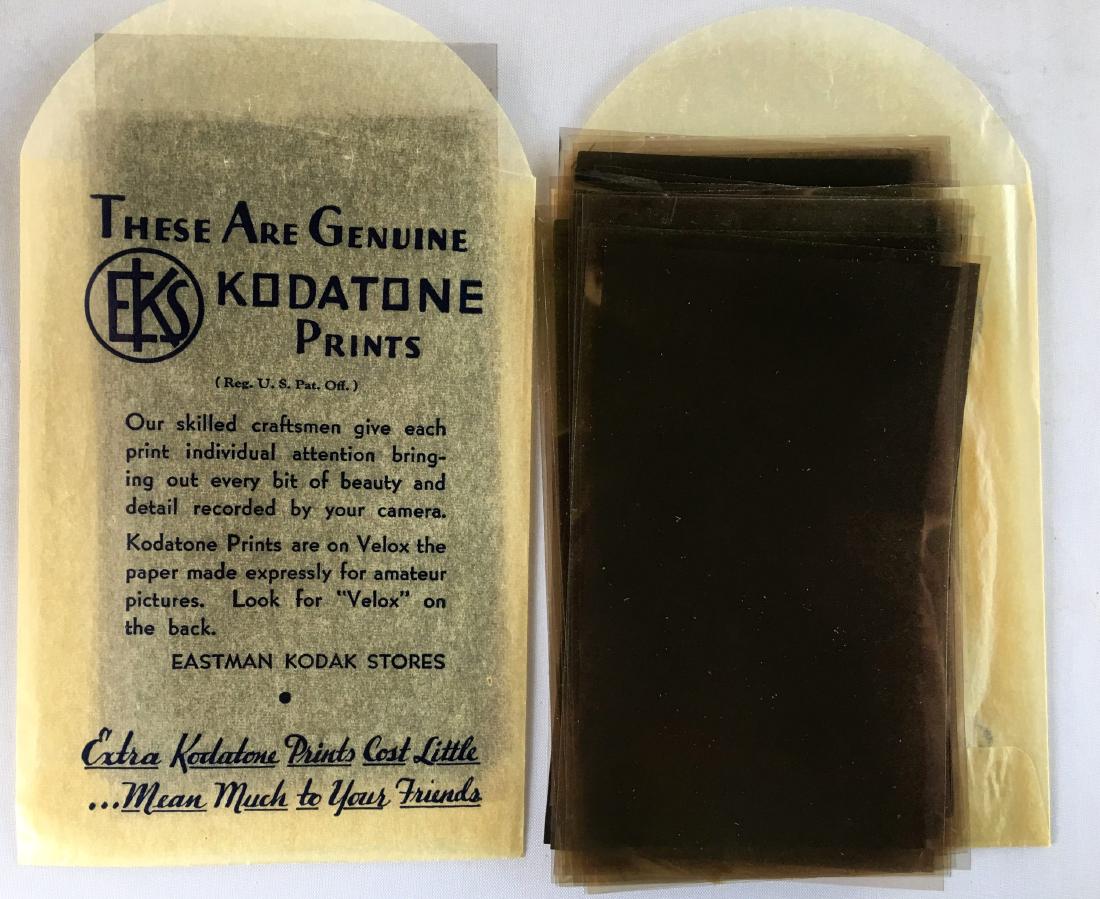 THESE ARE GENUINE
EKS KODATONE
PRINTS
(Reg. U. S. Pat. Off.)
Our skilled craftsmen give each
print individual attention bring-
ing out every bit of beauty and
detail recorded by your camera.
Kodatone Prints are on Velox the
paper made expressly for amateur
pictures. Look for "Velox" on
the back.
EASTMAN KODAK STORES
Extra Kodatone Prints Cost Little
...Mean Much to Your Friends